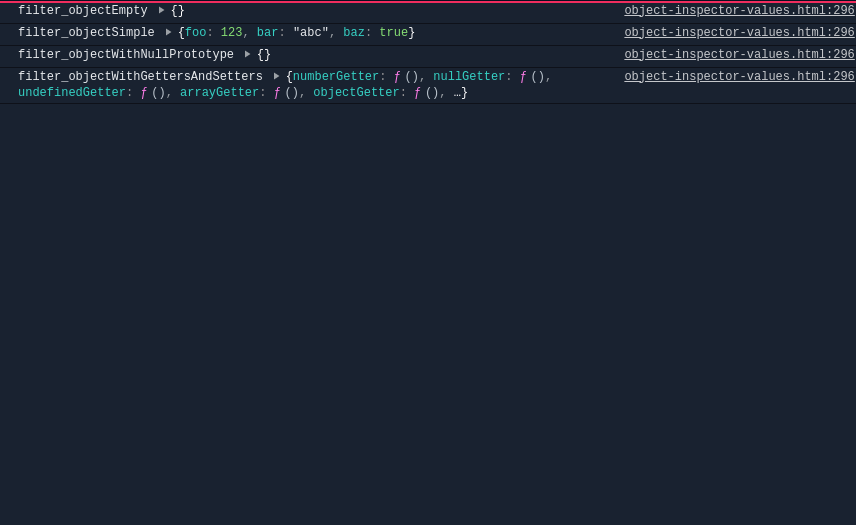 filter_objectEmpty ▶ {} object-inspector-values.html:296
filter_objectSimple ▶ {foo: 123, bar: "abc", baz: true} object-inspector-values.html:296
filter_objectWithNullPrototype ▶ {} object-inspector-values.html:296
filter_objectWithGettersAndSetters ▶ {numberGetter: ƒ (), nullGetter: ƒ (), object-inspector-values.html:296
undefinedGetter: ƒ (), arrayGetter: ƒ (), objectGetter: ƒ (), …}